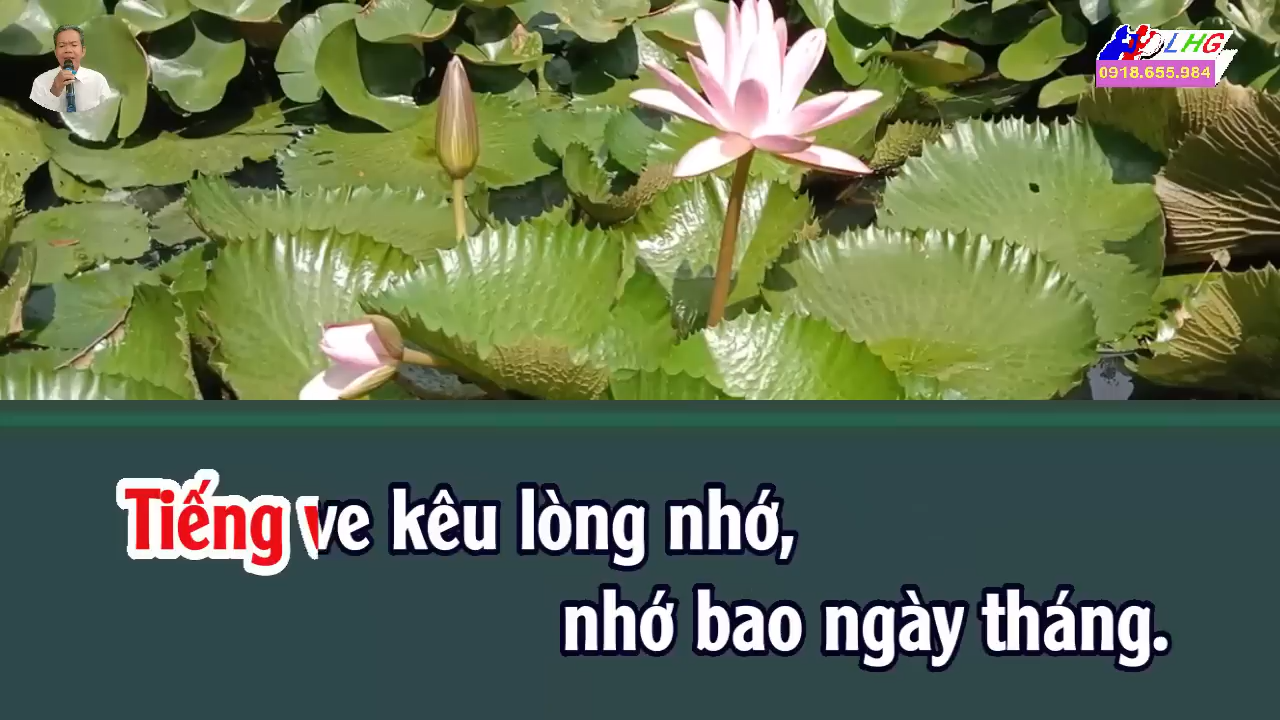 LHG
0918.655.984
Tiếng ve kêu lòng nhớ,
nhớ bao ngày tháng.